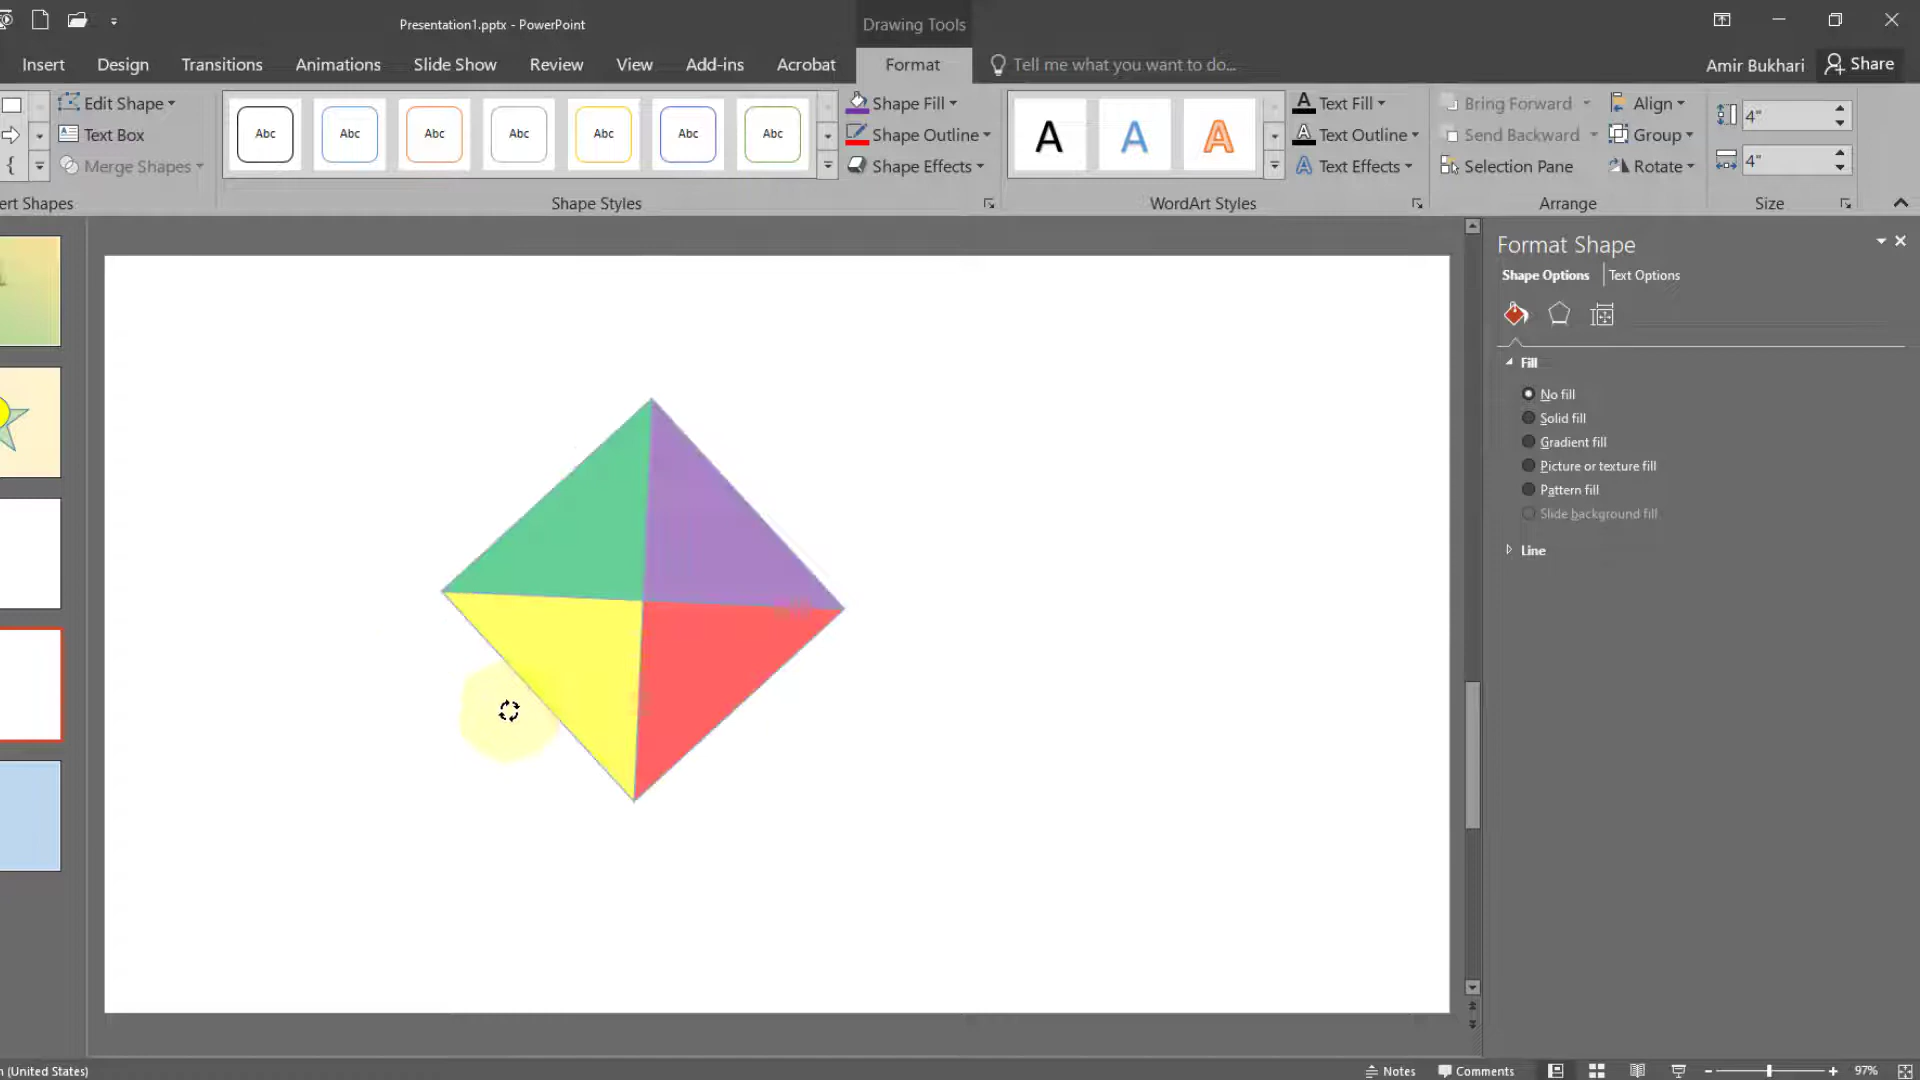 Presentation1.pptx - PowerPoint
Drawing Tools
Insert
Design
Transitions
Animations
Slide Show
Review
View
Add-ins
Acrobat
Format
Tell me what you want to do...
Amir Bukhari
Share
Edit Shape
Text Box
Merge Shapes
Abc
Abc
Abc
Abc
Abc
Abc
Abc
Shape Fill
Shape Outline
Shape Effects
A
A
A
Text Fill
Text Outline
Text Effects
Bring Forward
Send Backward
Selection Pane
Align
Group
Rotate
4"
4"
ert Shapes
Shape Styles
WordArt Styles
Arrange
Size
Format Shape
Shape Options
Text Options
Fill
No fill
Solid fill
Gradient fill
Picture or texture fill
Pattern fill
Slide background fill
Line
(United States)
Notes
Comments
97%